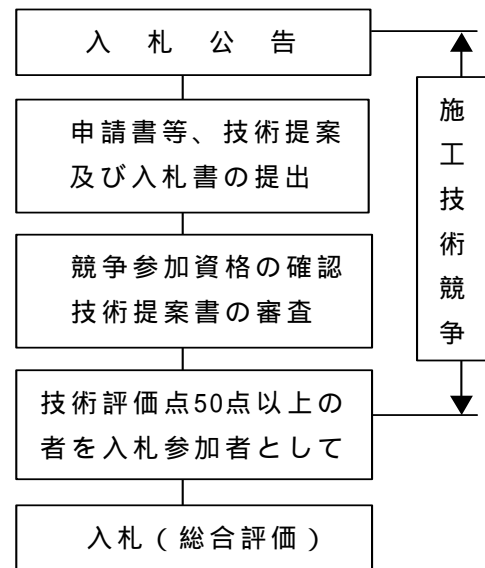 入札公告
申請書等、技術提案
及び入札書の提出
競争参加資格の確認
技術提案書の審査
技術評価点50点以上の
者を入札参加者として
入札(総合評価)
施工技術競争